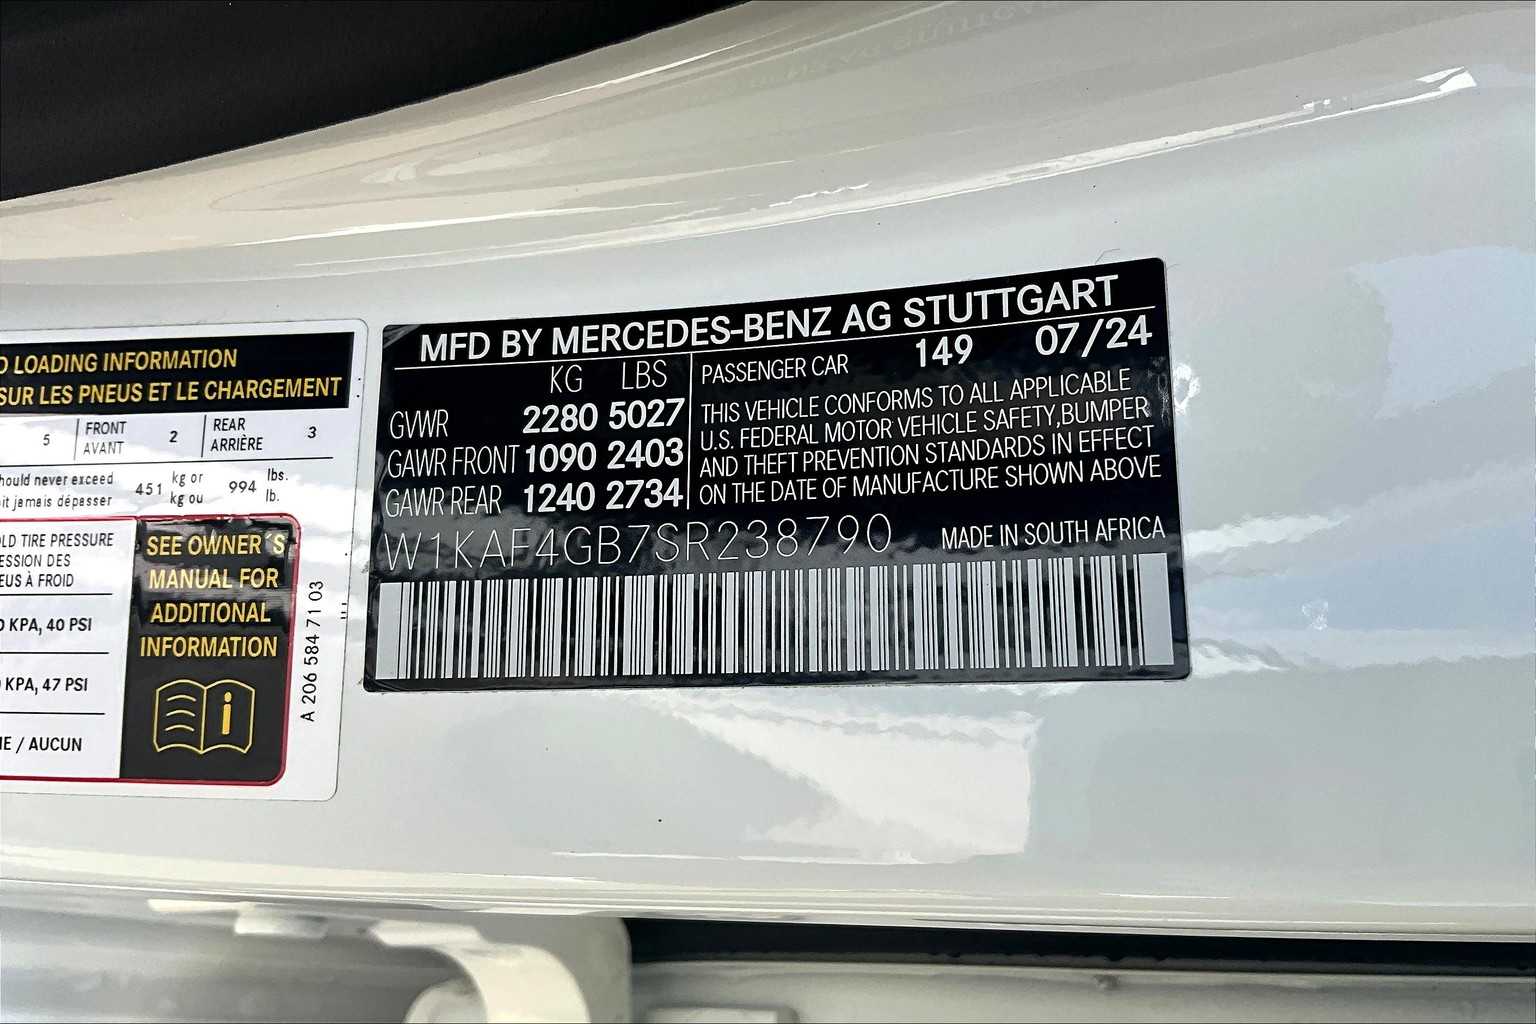 D LOADING INFORMATION
SUR LES PNEUS ET LE CHARGEMENT
5 FRONT AVANT 2 REAR ARRIÈRE 3
hould never exceed
it jamais dépasser
451 kg or kg ou 994 lbs. lb.
OLD TIRE PRESSURE
ESSION DES
EUS À FROID
0 KPA, 40 PSI
KPA, 47 PSI
NE / AUCUN
SEE OWNER´S
MANUAL FOR
ADDITIONAL
INFORMATION
A 206 584 71 03
MFD BY MERCEDES-BENZ AG STUTTGART
KG LBS
GVWR 2280 5027
GAWR FRONT 1090 2403
GAWR REAR 1240 2734
PASSENGER CAR 149 07/24
THIS VEHICLE CONFORMS TO ALL APPLICABLE
U.S. FEDERAL MOTOR VEHICLE SAFETY,BUMPER
AND THEFT PREVENTION STANDARDS IN EFFECT
ON THE DATE OF MANUFACTURE SHOWN ABOVE
W1KAF4GB7SR238790 MADE IN SOUTH AFRICA